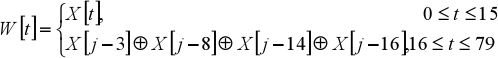 W[t] = { X[t], 0 ≤ t ≤ 15
X[j−3] ⊕ X[j−8] ⊕ X[j−14] ⊕ X[j−16], 16 ≤ t ≤ 79